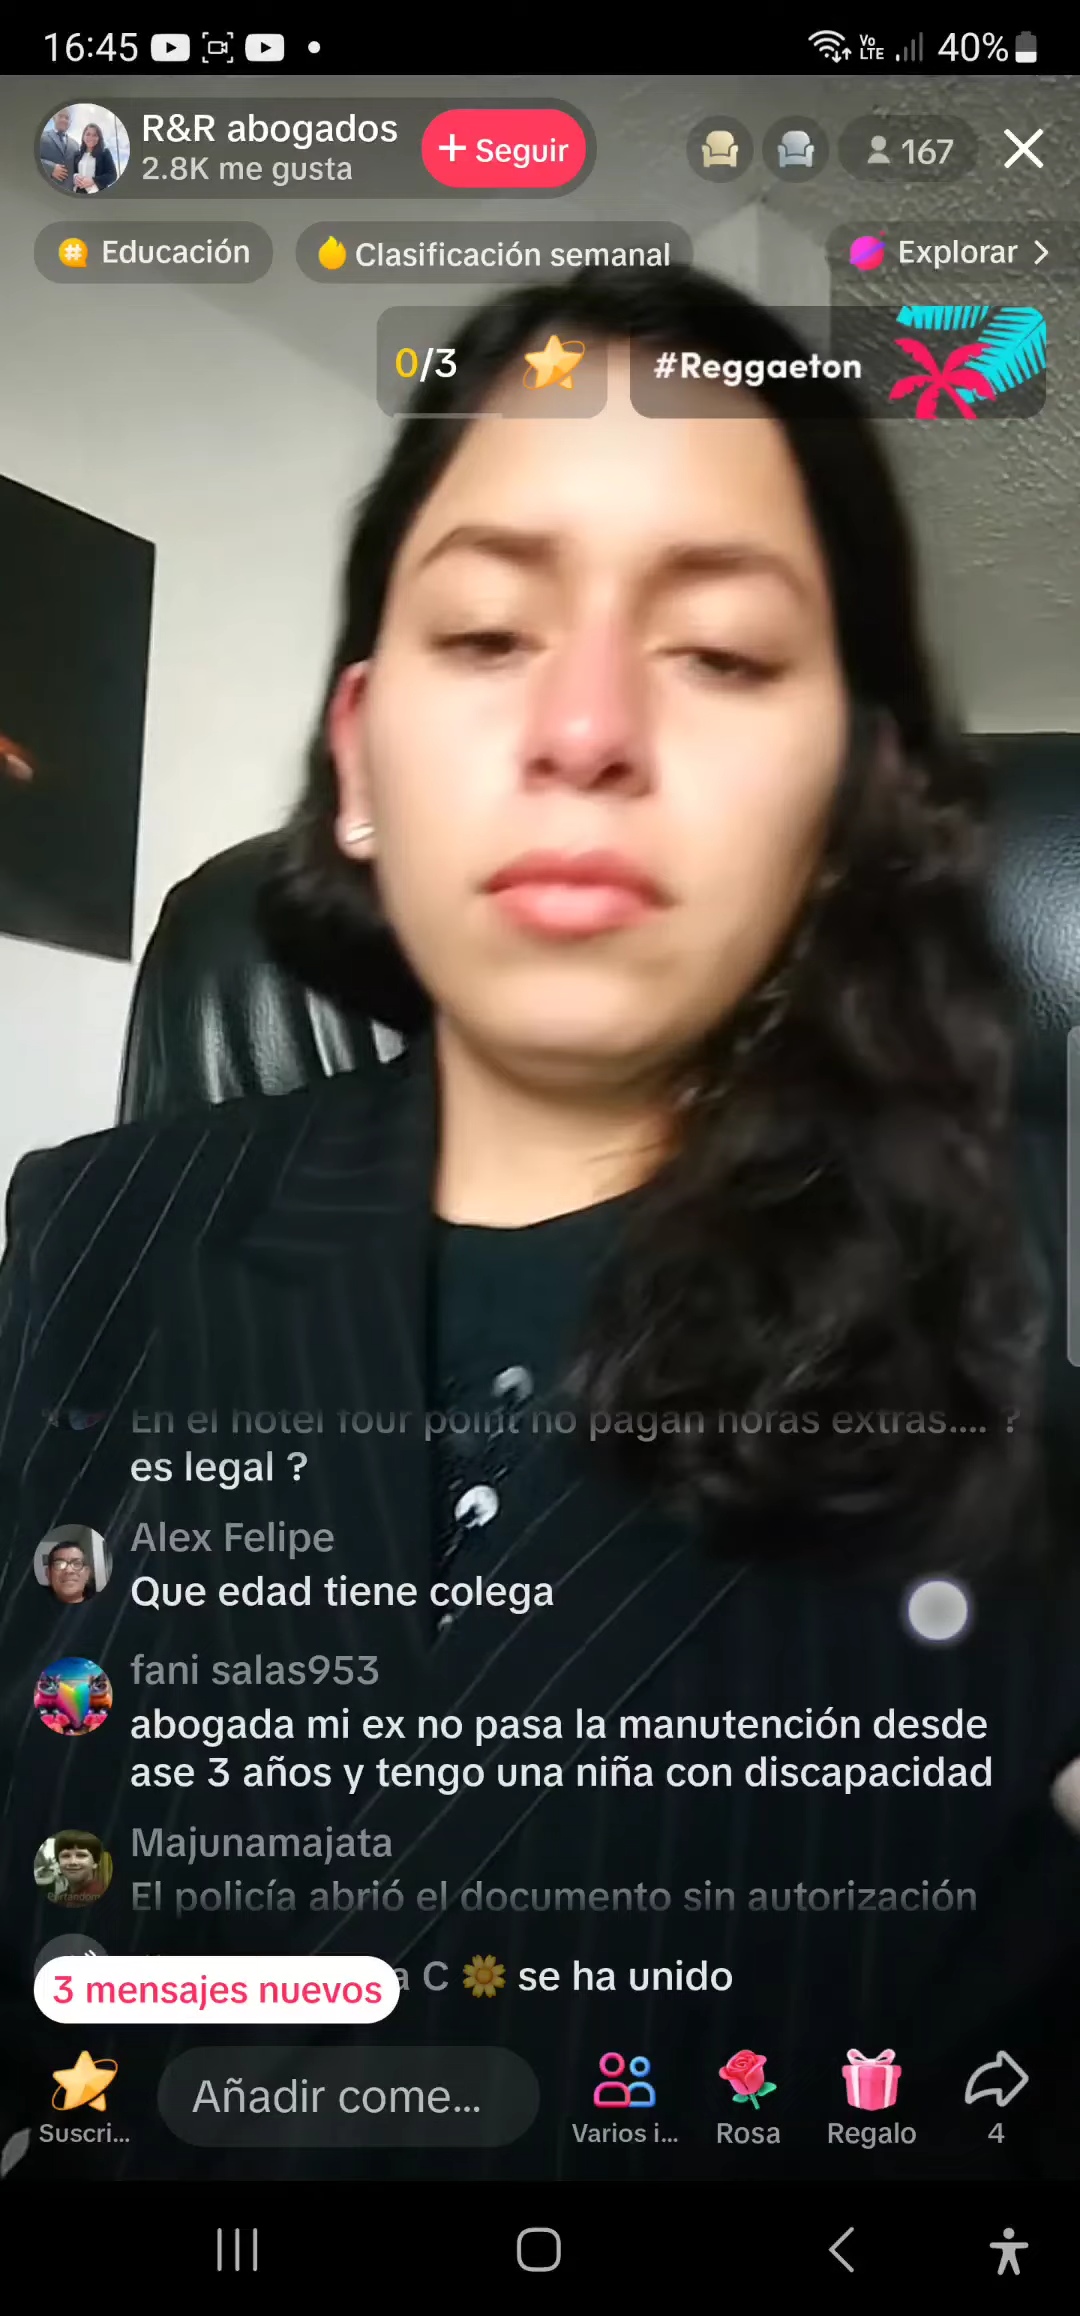 16:45
Vo LTE 40%
R&R abogados
2.8K me gusta
+ Seguir
167
Educación
Clasificación semanal
Explorar >
0/3
#Reggaeton
En el hotel four point no pagan horas extras.... ?
es legal ?
Alex Felipe
Que edad tiene colega
fani salas953
abogada mi ex no pasa la manutención desde
ase 3 años y tengo una niña con discapacidad
Majunamajata
El policía abrió el documento sin autorización
3 mensajes nuevos
a C 🌼 se ha unido
Añadir come...
Suscri...
Varios i...
Rosa
Regalo
4